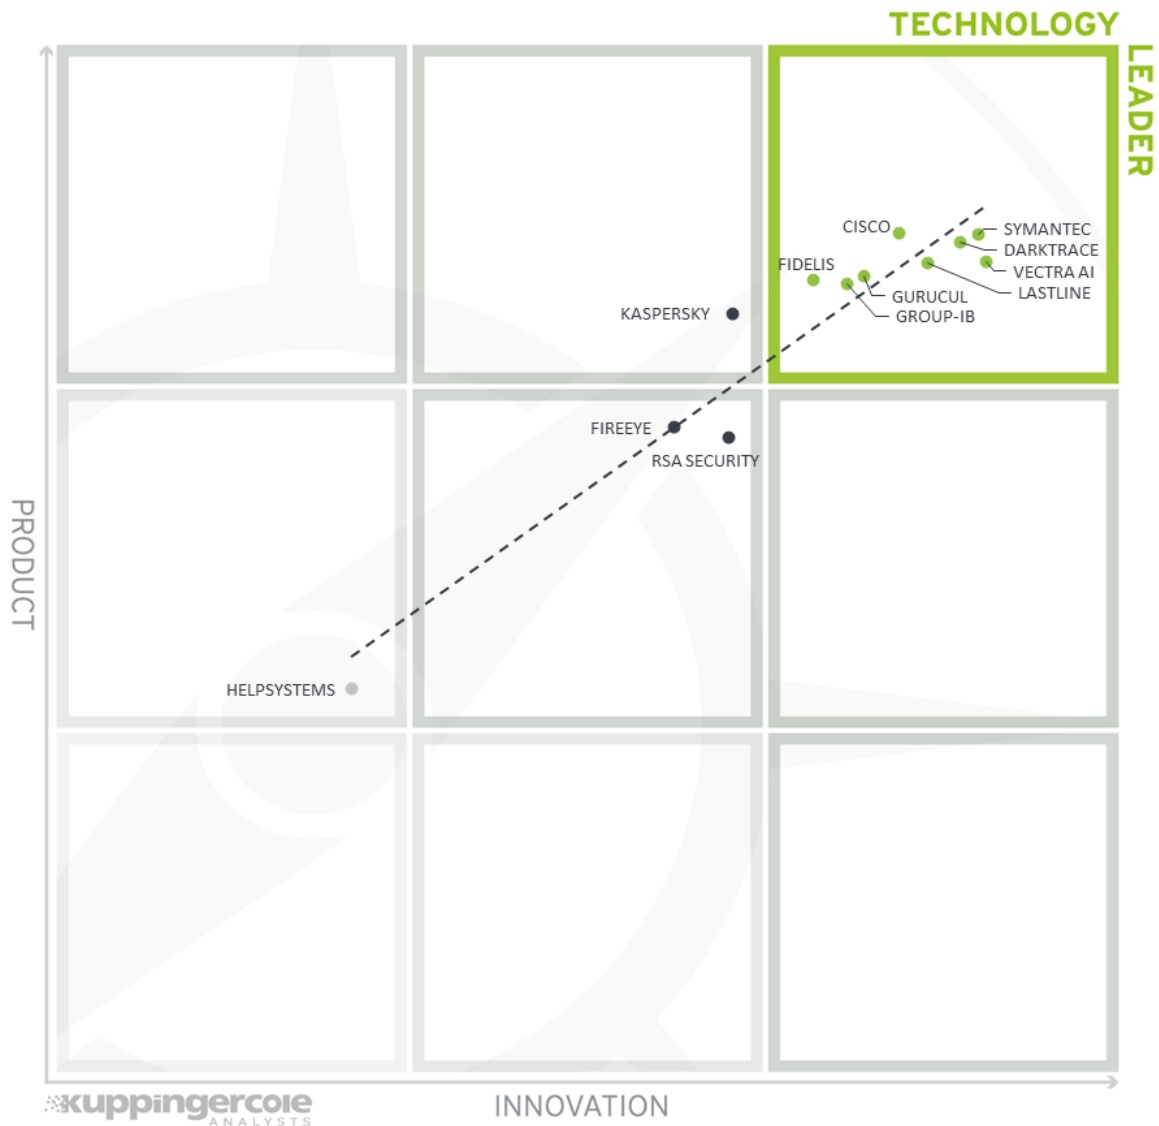 TECHNOLOGY
LEADER
CISCO
SYMANTEC
DARKTRACE
FIDELIS
VECTRA AI
LASTLINE
GURUCUL
GROUP-IB
KASPERSKY
FIREEYE
RSA SECURITY
PRODUCT
HELPSYSTEMS
kuppingercole
ANALYSTS
INNOVATION